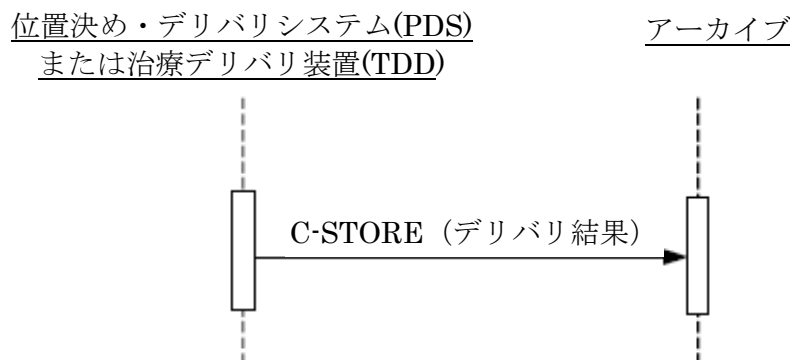 位置決め・デリバリシステム(PDS)
または治療デリバリ装置(TDD)
アーカイブ
C-STORE（デリバリ結果）